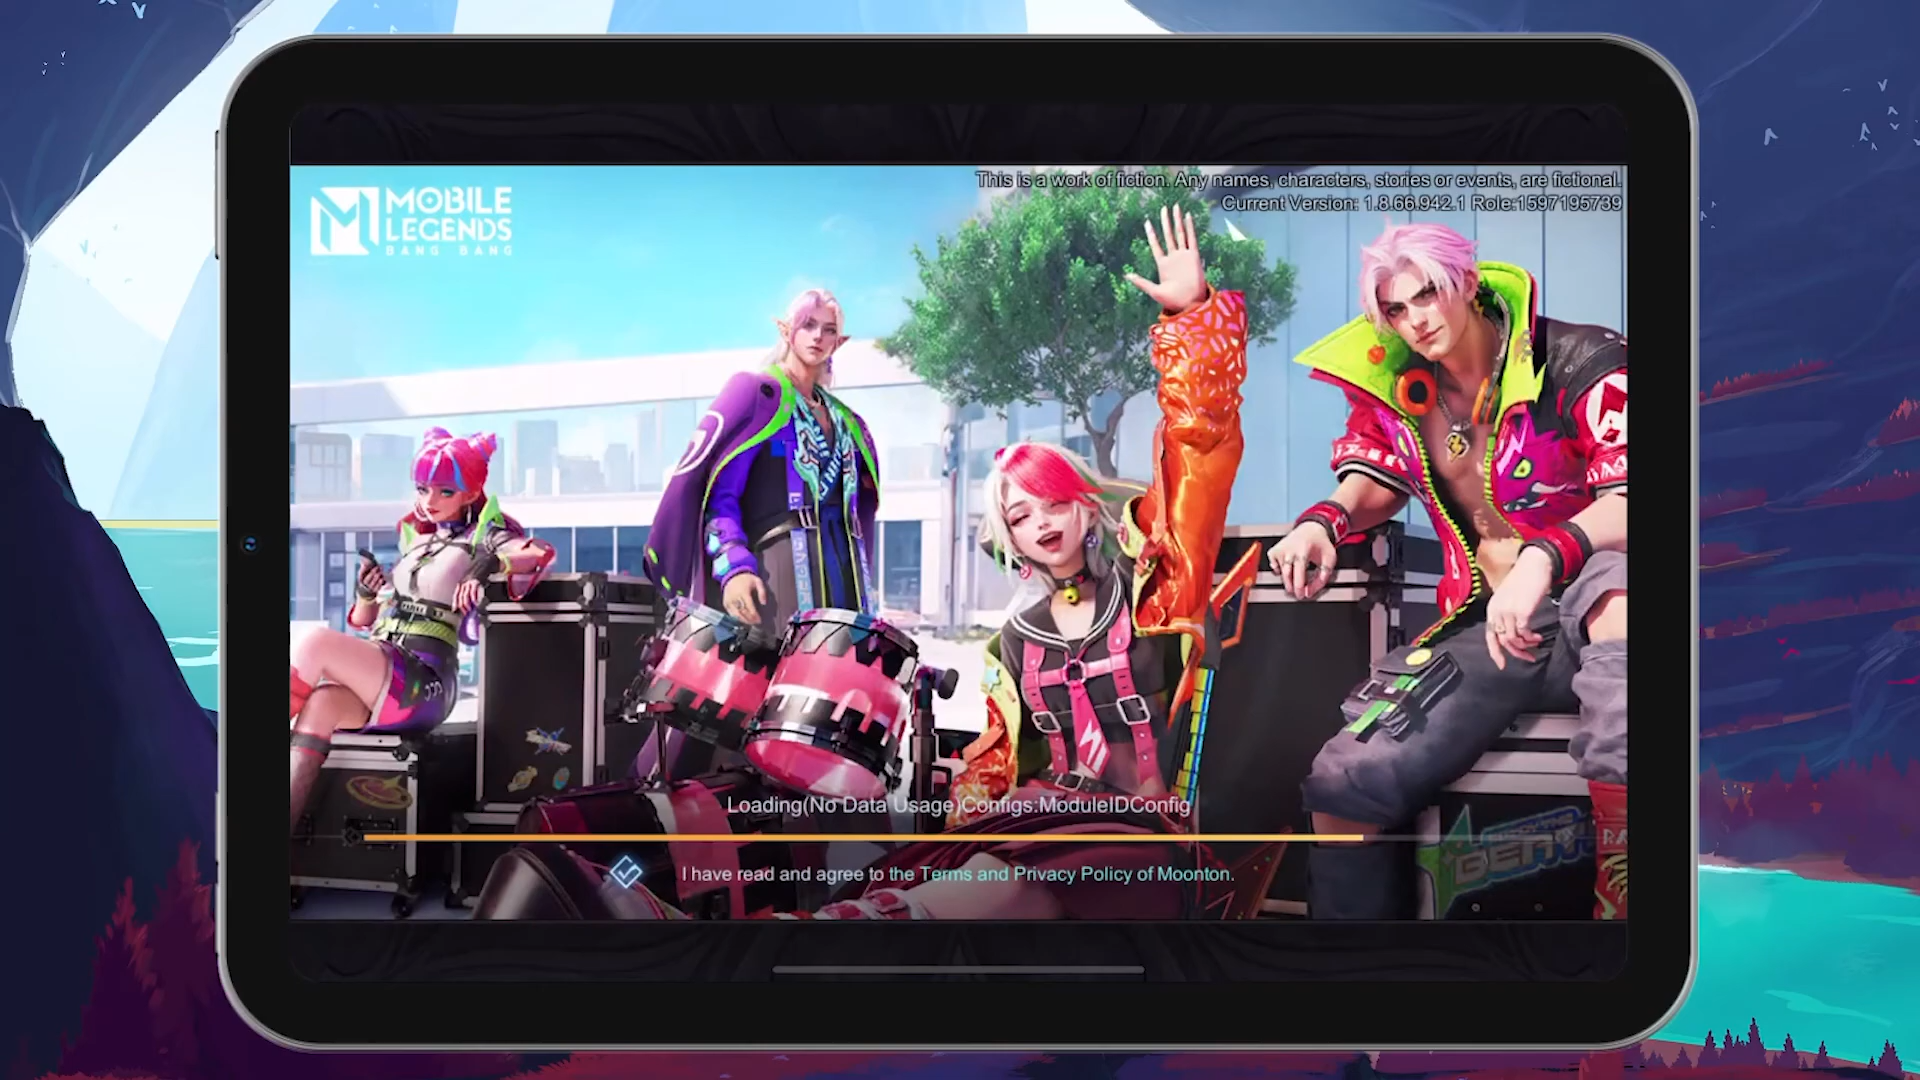 This is a work of fiction. Any names, characters, stories or events, are fictional.
Current Version: 1.8.66.942.1 Role:1597195739
MOBILE
LEGENDS
BANG BANG
Loading(No Data Usage)Configs:ModuleIDConfig
I have read and agree to the Terms and Privacy Policy of Moonton.